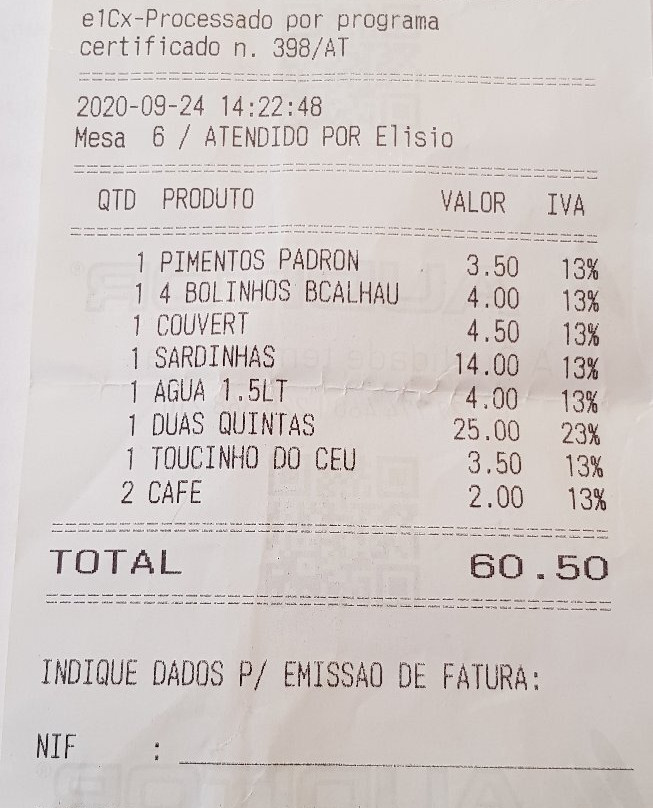 e1Cx-Processado por programa
certificado n. 398/AT
2020-09-24 14:22:48
Mesa 6 / ATENDIDO POR Elisio
QTD PRODUTO VALOR IVA
1 PIMENTOS PADRON 3.50 13%
1 4 BOLINHOS BCALHAU 4.00 13%
1 COUVERT 4.50 13%
1 SARDINHAS 14.00 13%
1 AGUA 1.5LT 4.00 13%
1 DUAS QUINTAS 25.00 23%
1 TOUCINHO DO CEU 3.50 13%
2 CAFE 2.00 13%
TOTAL 60.50
INDIQUE DADOS P/ EMISSAO DE FATURA:
NIF :